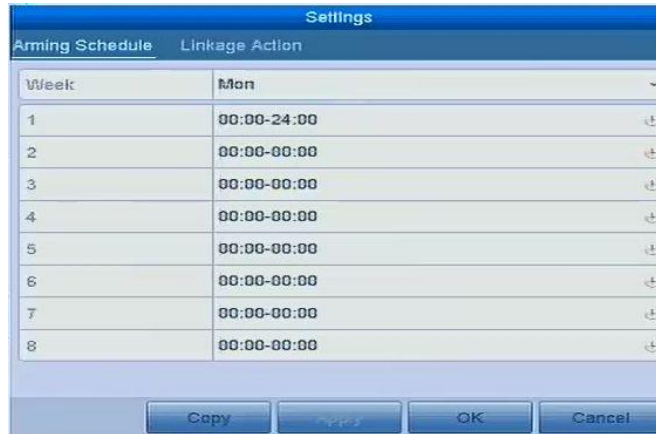 Settings
Arming Schedule Linkage Action
Week Mon
1 00:00-24:00
2 00:00-00:00
3 00:00-00:00
4 00:00-00:00
5 00:00-00:00
6 00:00-00:00
7 00:00-00:00
8 00:00-00:00
Copy Apply OK Cancel